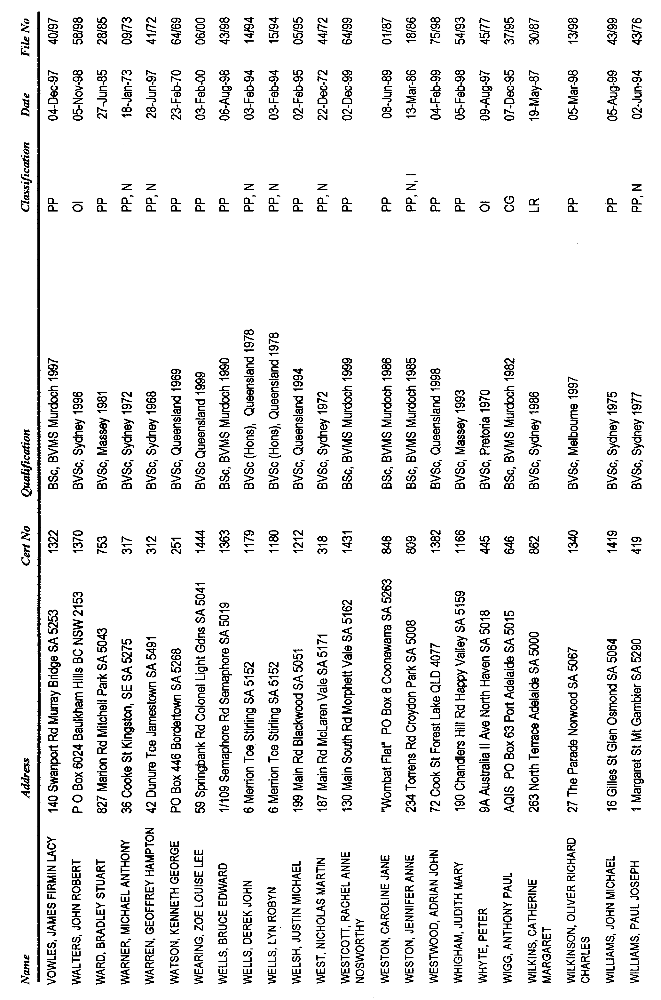 Name Address Cert No Qualification Classification Date File No
VOWLES, JAMES FIRMIN LACY 140 Swanport Rd Murray Bridge SA 5253 1322 BSc, BVMS Murdoch 1997 PP 04-Dec-97 40/97
WALTERS, JOHN ROBERT P O Box 6024 Baulkham Hills BC NSW 2153 1370 BVSc, Sydney 1996 OI 05-Nov-98 58/98
WARD, BRADLEY STUART 827 Marion Rd Mitchell Park SA 5043 753 BVSc, Massey 1981 PP 27-Jun-85 28/85
WARNER, MICHAEL ANTHONY 36 Cooke St Kingston, SE SA 5275 317 BVSc, Sydney 1972 PP, N 18-Jan-73 09/73
WARREN, GEOFFREY HAMPTON 42 Dunure Tce Jamestown SA 5491 312 BVSc, Sydney 1968 PP, N 28-Jun-97 41/72
WATSON, KENNETH GEORGE PO Box 446 Bordertown SA 5268 251 BVSc, Queensland 1969 PP 23-Feb-70 64/69
WEARING, ZOE LOUISE LEE 59 Springbank Rd Colonel Light Gdns SA 5041 1444 BVSc Queensland 1999 PP 03-Feb-00 06/00
WELLS, BRUCE EDWARD 1/109 Semaphore Rd Semaphore SA 5019 1363 BSc, BVMS Murdoch 1990 PP 06-Aug-98 43/98
WELLS, DEREK JOHN 6 Merrion Tce Stirling SA 5152 1179 BVSc (Hons), Queensland 1978 PP, N 03-Feb-94 14/94
WELLS, LYN ROBYN 6 Merrion Tce Stirling SA 5152 1180 BVSc (Hons), Queensland 1978 PP, N 03-Feb-94 15/94
WELSH, JUSTIN MICHAEL 199 Main Rd Blackwood SA 5051 1212 BVSc, Queensland 1994 PP 02-Feb-95 05/95
WEST, NICHOLAS MARTIN 187 Main Rd McLaren Vale SA 5171 318 BVSc, Sydney 1972 PP, N 22-Dec-72 44/72
WESTCOTT, RACHEL ANNE 130 Main South Rd Morphett Vale SA 5162 1431 BSc, BVMS Murdoch 1999 PP 02-Dec-99 64/99
NOSWORTHY
WESTON, CAROLINE JANE "Wombat Flat" PO Box 8 Coonawarra SA 5263 846 BSc, BVMS Murdoch 1986 PP 08-Jun-89 01/87
WESTON, JENNIFER ANNE 234 Torrens Rd Croydon Park SA 5008 809 BSc, BVMS Murdoch 1985 PP, N, I 13-Mar-86 18/86
WESTWOOD, ADRIAN JOHN 72 Cook St Forest Lake QLD 4077 1382 BVSc, Queensland 1998 PP 04-Feb-99 75/98
WHIGHAM, JUDITH MARY 190 Chandlers Hill Rd Happy Valley SA 5159 1166 BVSc, Massey 1993 PP 05-Feb-98 54/93
WHYTE, PETER 9A Australia II Ave North Haven SA 5018 445 BVSc, Pretoria 1970 OI 09-Aug-97 45/77
WIGG, ANTHONY PAUL AQIS PO Box 63 Port Adelaide SA 5015 646 BSc, BVMS Murdoch 1982 CG 07-Dec-95 37/95
WILKINS, CATHERINE 263 North Terrace Adelaide SA 5000 862 BVSc, Sydney 1986 LR 19-May-87 30/87
MARGARET
WILKINSON, OLIVER RICHARD 27 The Parade Norwood SA 5067 1340 BVSc, Melbourne 1997 PP 05-Mar-98 13/98
CHARLES
WILLIAMS, JOHN MICHAEL 16 Gilles St Glen Osmond SA 5064 1419 BVSc, Sydney 1975 PP 05-Aug-99 43/99
WILLIAMS, PAUL JOSEPH 1 Margaret St Mt Gambier SA 5290 419 BVSc, Sydney 1977 PP, N 02-Jun-94 43/76